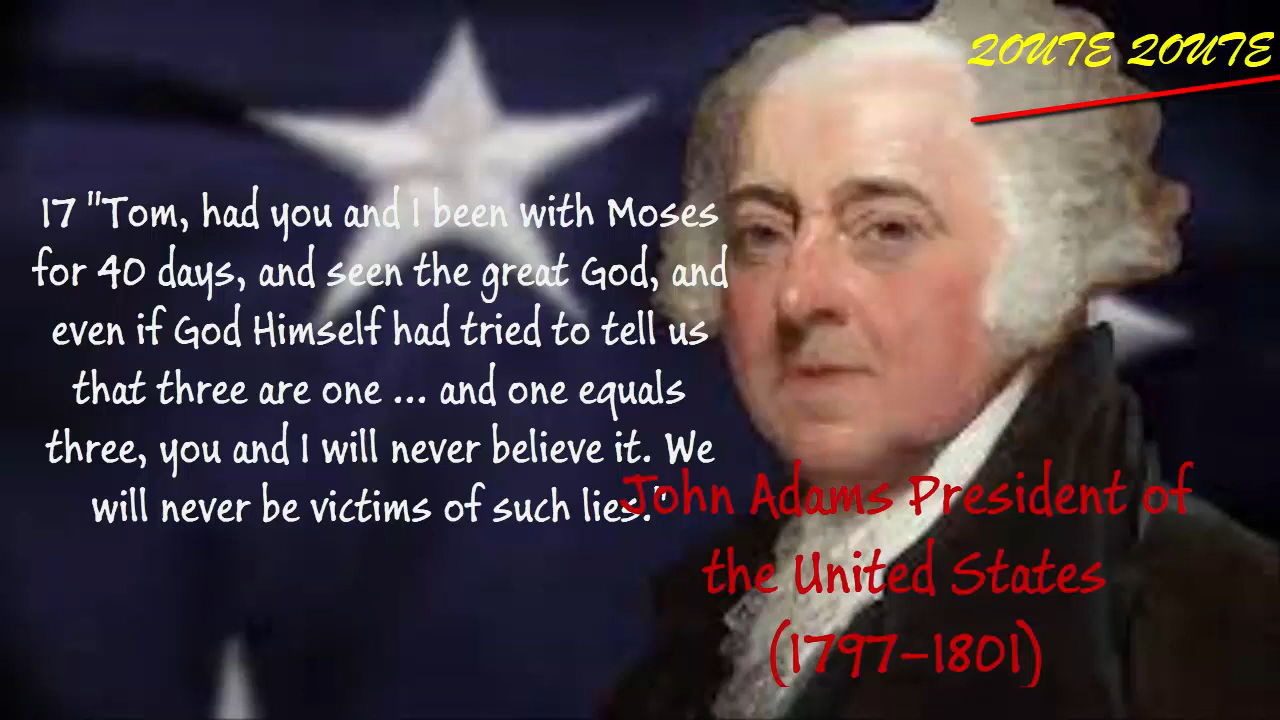 2OUTE 2OUTE
17 "Tom, had you and I been with Moses
for 40 days, and seen the great God, and
even if God Himself had tried to tell us
that three are one ... and one equals
three, you and I will never believe it. We
will never be victims of such lies."
John Adams President of
the United States
(1797-1801)